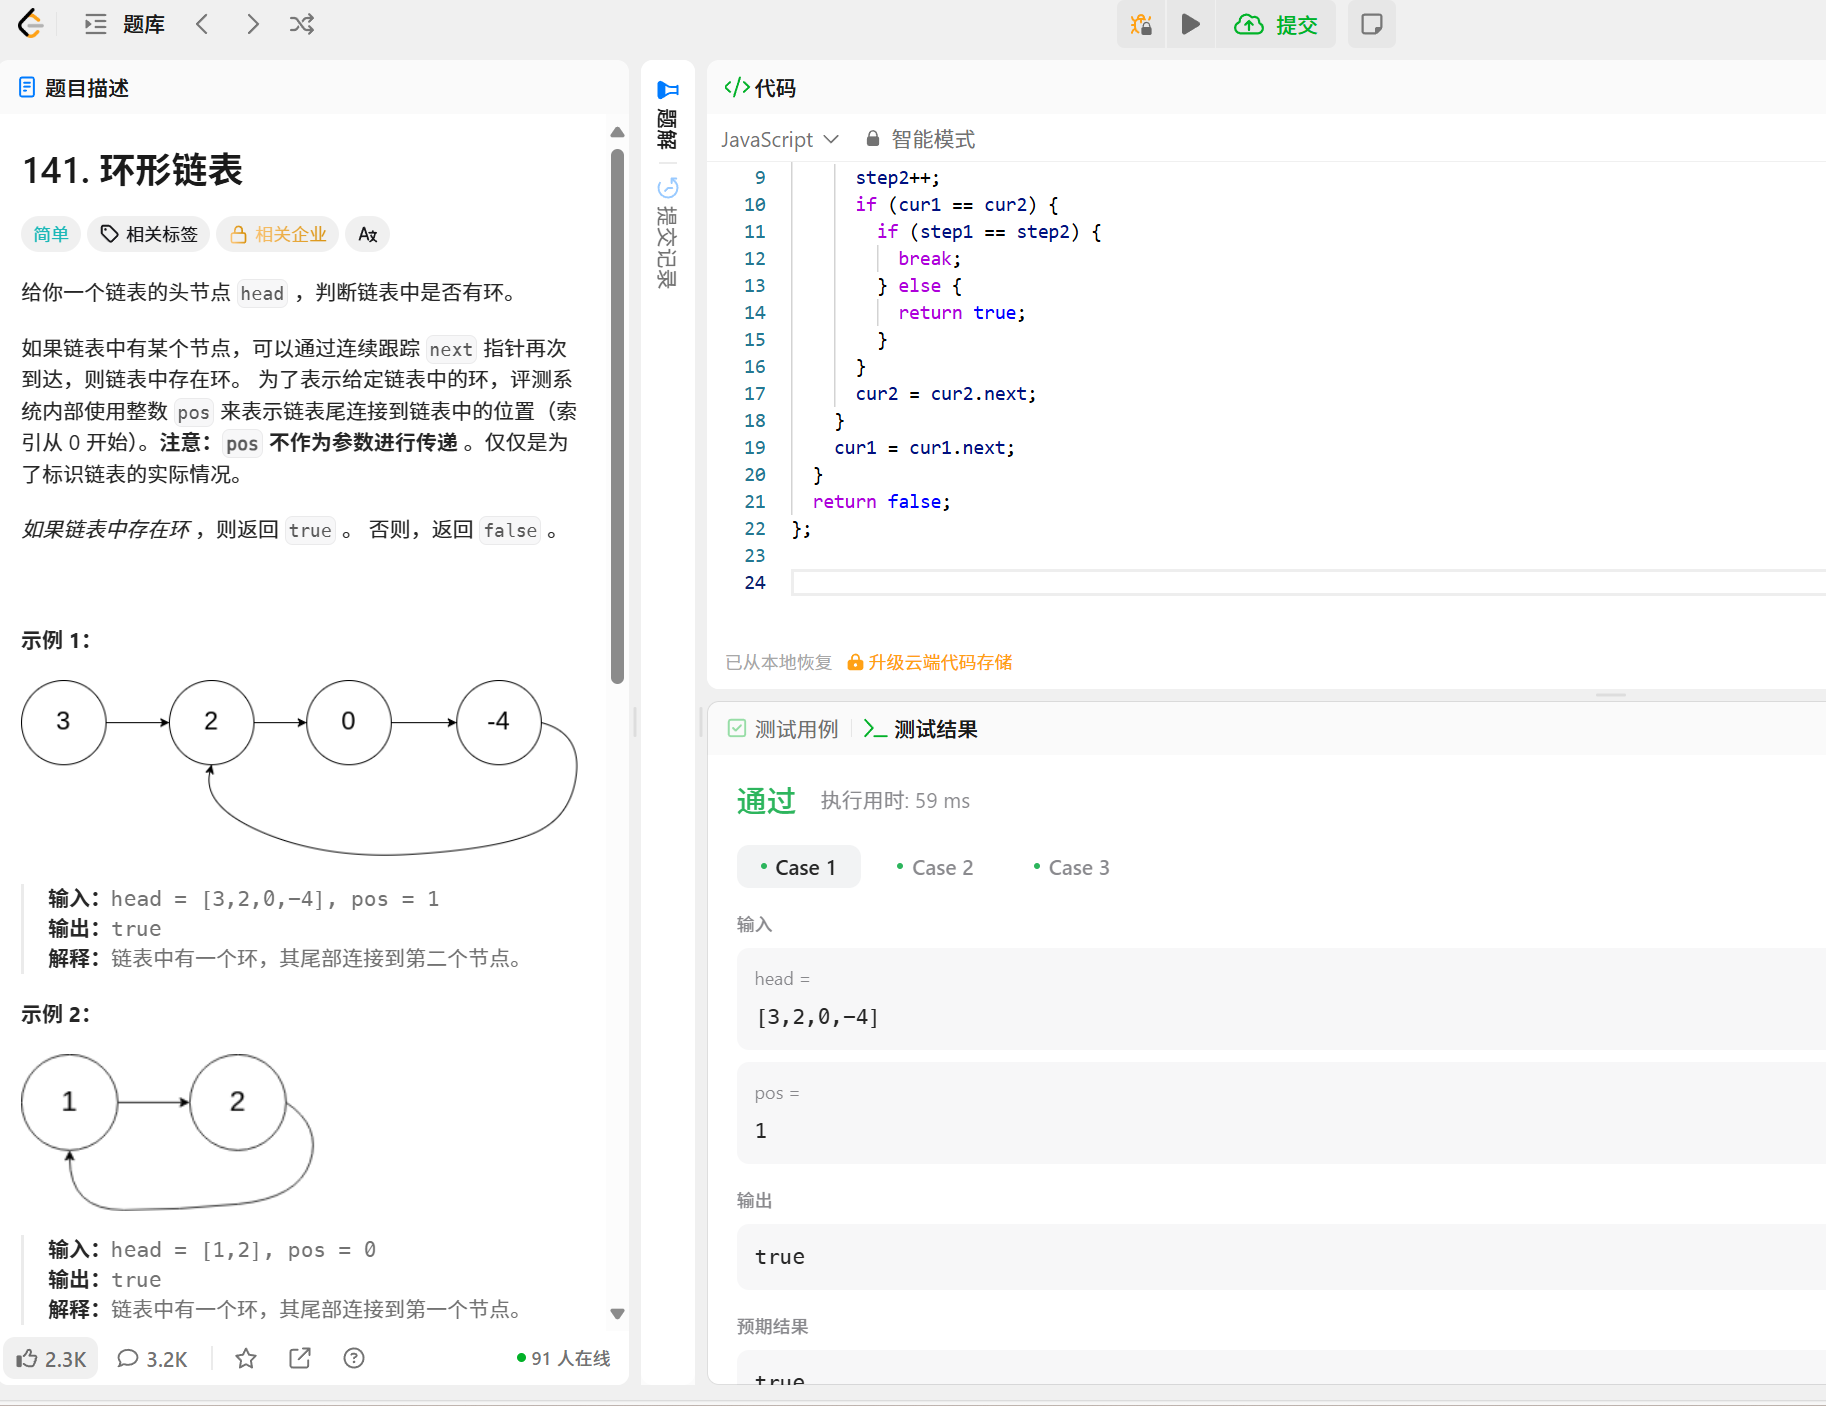 题库
提交
题目描述
141. 环形链表
简单 相关标签 相关企业
给你一个链表的头节点 head ，判断链表中是否有环。
如果链表中有某个节点，可以通过连续跟踪 next 指针再次
到达，则链表中存在环。 为了表示给定链表中的环，评测系
统内部使用整数 pos 来表示链表尾连接到链表中的位置（索
引从 0 开始）。注意：pos 不作为参数进行传递 。仅仅是为
了标识链表的实际情况。
如果链表中存在环 ，则返回 true 。 否则，返回 false 。
示例 1：
3 2 0 -4
输入：head = [3,2,0,-4], pos = 1
输出：true
解释：链表中有一个环，其尾部连接到第二个节点。
示例 2：
1 2
输入：head = [1,2], pos = 0
输出：true
解释：链表中有一个环，其尾部连接到第一个节点。
2.3K 3.2K 91 人在线
题解
提交记录
</> 代码
JavaScript 智能模式
9 step2++;
10 if (cur1 == cur2) {
11 if (step1 == step2) {
12 break;
13 } else {
14 return true;
15 }
16 }
17 cur2 = cur2.next;
18 }
19 cur1 = cur1.next;
20 }
21 return false;
22 };
23
24
已从本地恢复 升级云端代码存储
测试用例 测试结果
通过 执行用时: 59 ms
Case 1 Case 2 Case 3
输入
head =
[3,2,0,-4]
pos =
1
输出
true
预期结果
true